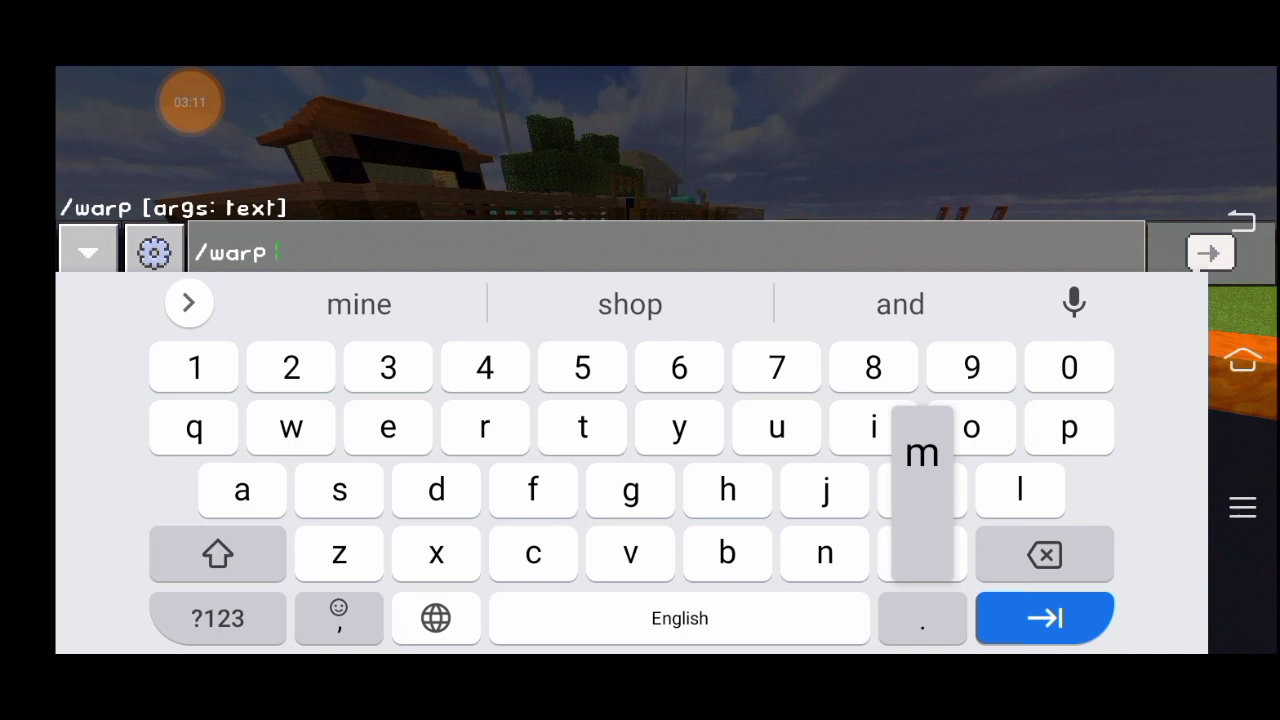 03:11
/warp [args: text]
/warp
mine shop and
1 2 3 4 5 6 7 8 9 0
q w e r t y u i o p
m
a s d f g h j l
z x c v b n
?123 , English .